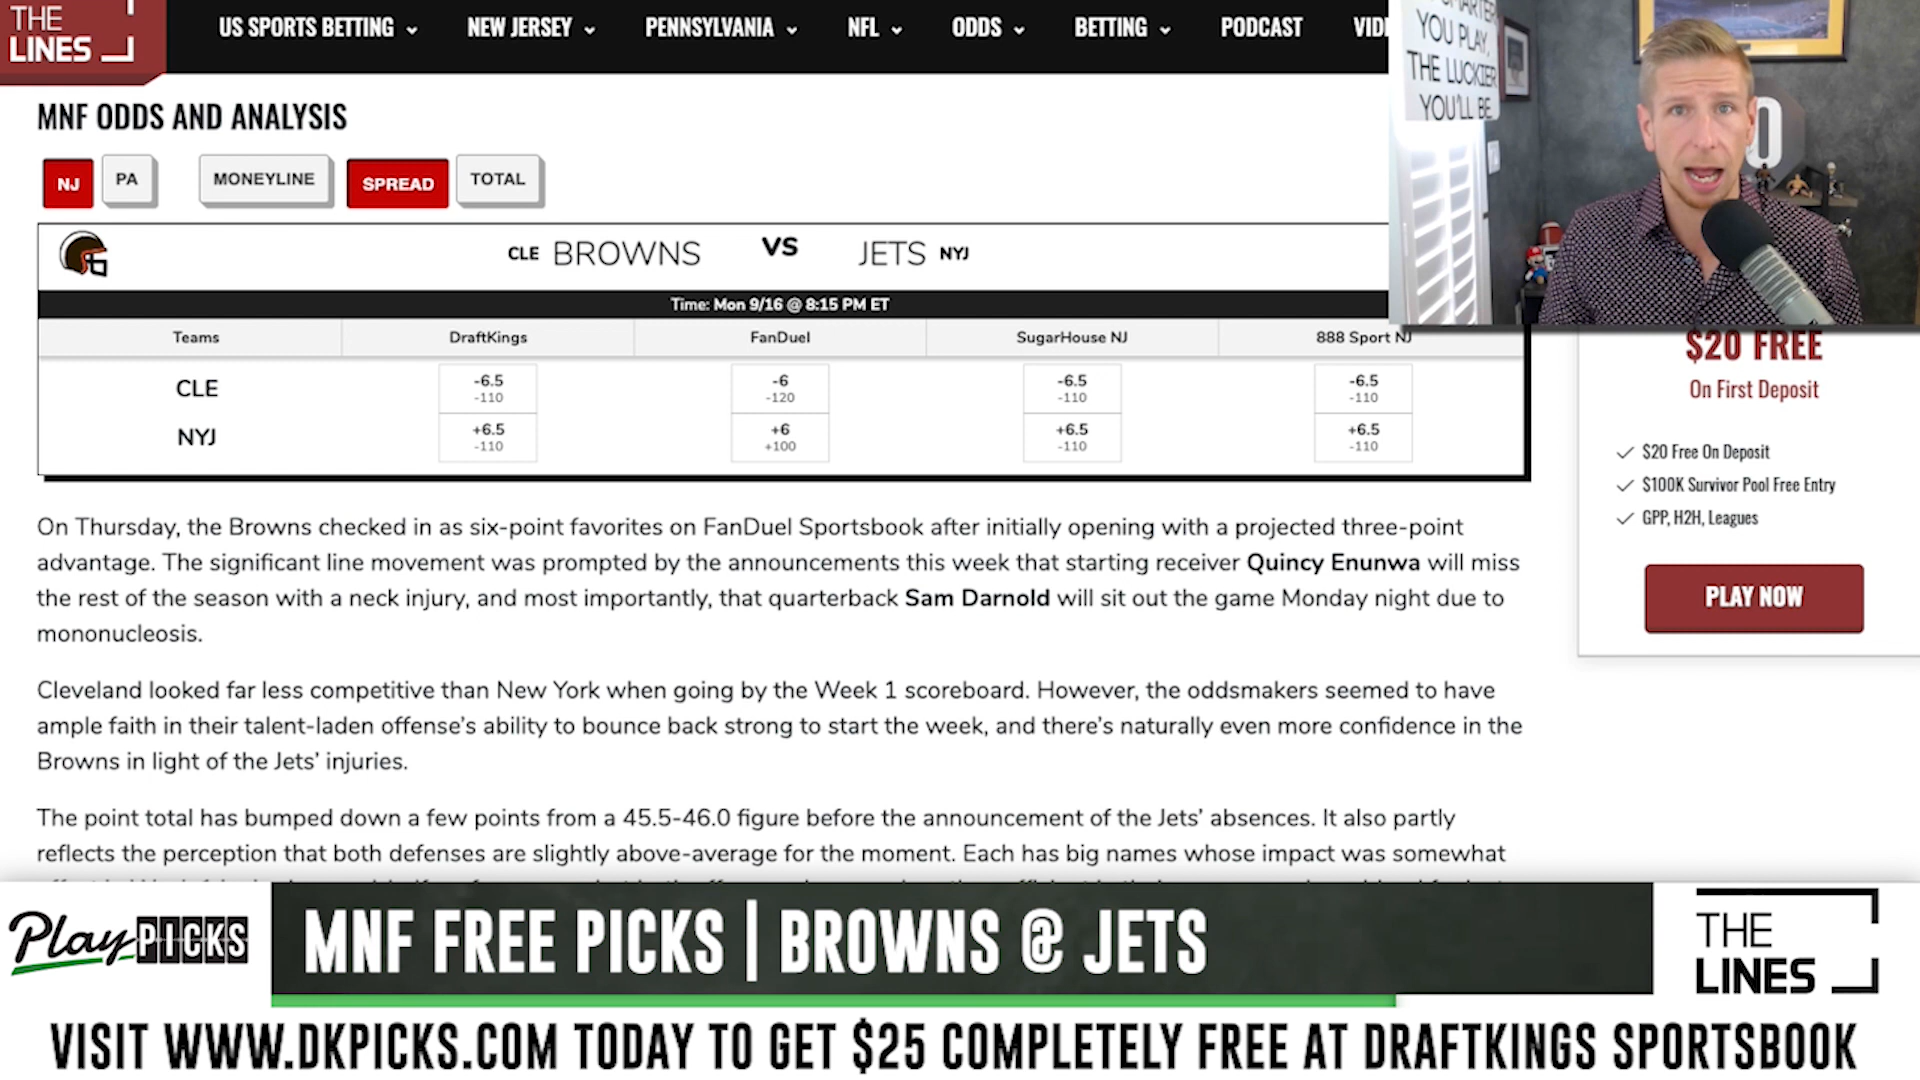 THE
LINES
US SPORTS BETTING
NEW JERSEY
PENNSYLVANIA
NFL
ODDS
BETTING
PODCAST
YOU PLAY,
THE LUCKIER
YOU'LL BE
MNF ODDS AND ANALYSIS
NJ
PA
MONEYLINE
SPREAD
TOTAL
CLE BROWNS VS JETS NYJ
Time: Mon 9/16 @ 8:15 PM ET
Teams DraftKings FanDuel SugarHouse NJ 888 Sport NJ
CLE -6.5 -6 -6.5 -6.5
-110 -120 -110 -110
NYJ +6.5 +6 +6.5 +6.5
-110 +100 -110 -110
$20 FREE
On First Deposit
$20 Free On Deposit
$100K Survivor Pool Free Entry
GPP, H2H, Leagues
PLAY NOW
On Thursday, the Browns checked in as six-point favorites on FanDuel Sportsbook after initially opening with a projected three-point
advantage. The significant line movement was prompted by the announcements this week that starting receiver Quincy Enunwa will miss
the rest of the season with a neck injury, and most importantly, that quarterback Sam Darnold will sit out the game Monday night due to
mononucleosis.
Cleveland looked far less competitive than New York when going by the Week 1 scoreboard. However, the oddsmakers seemed to have
ample faith in their talent-laden offense's ability to bounce back strong to start the week, and there's naturally even more confidence in the
Browns in light of the Jets' injuries.
The point total has bumped down a few points from a 45.5-46.0 figure before the announcement of the Jets' absences. It also partly
reflects the perception that both defenses are slightly above-average for the moment. Each has big names whose impact was somewhat
PlayPICKS
MNF FREE PICKS | BROWNS @ JETS
THE
LINES
VISIT WWW.DKPICKS.COM TODAY TO GET $25 COMPLETELY FREE AT DRAFTKINGS SPORTSBOOK